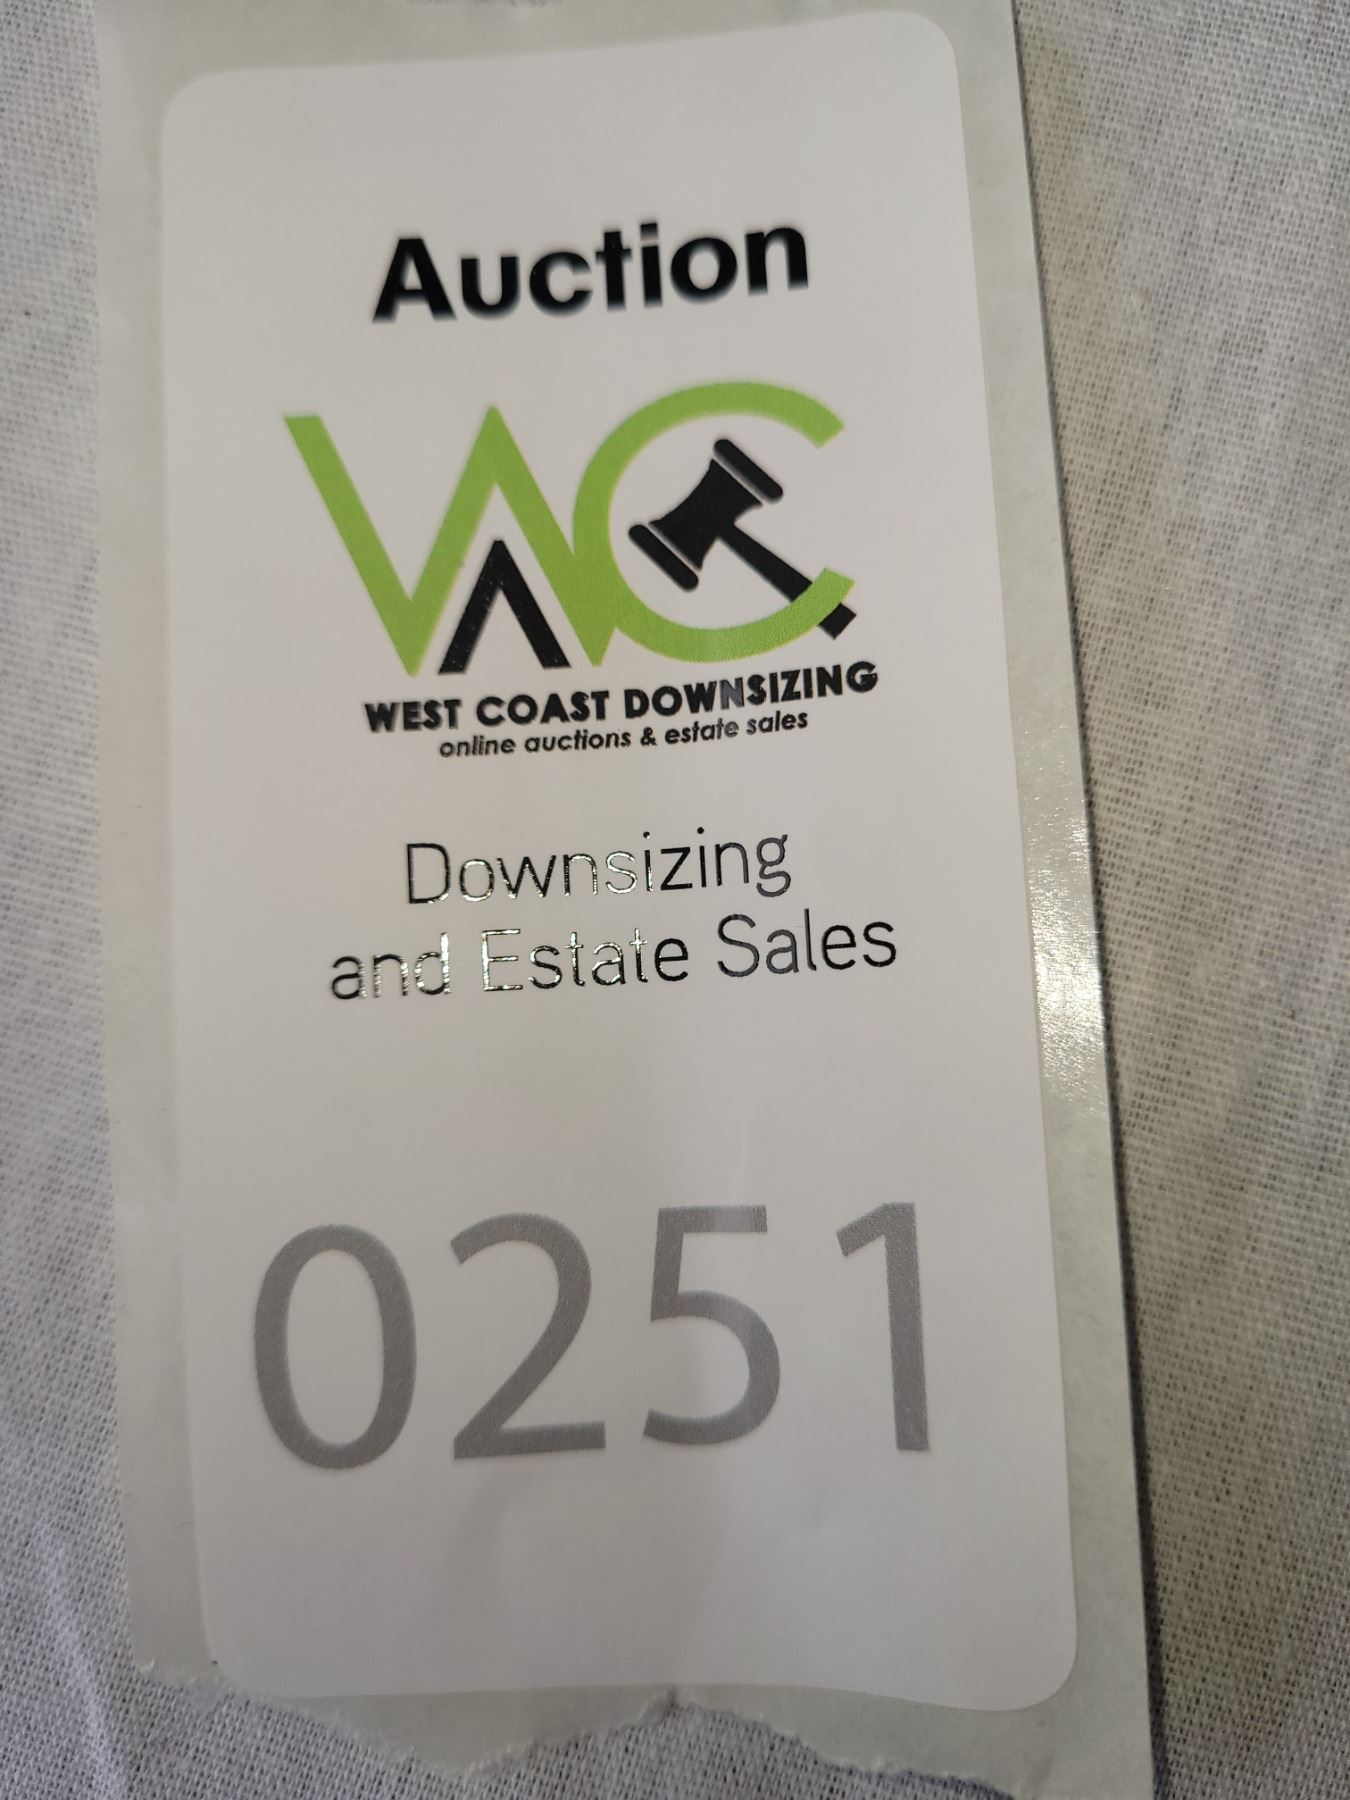 Auction
WC
WEST COAST DOWNSIZING
online auctions & estate sales
Downsizing
and Estate Sales
0251